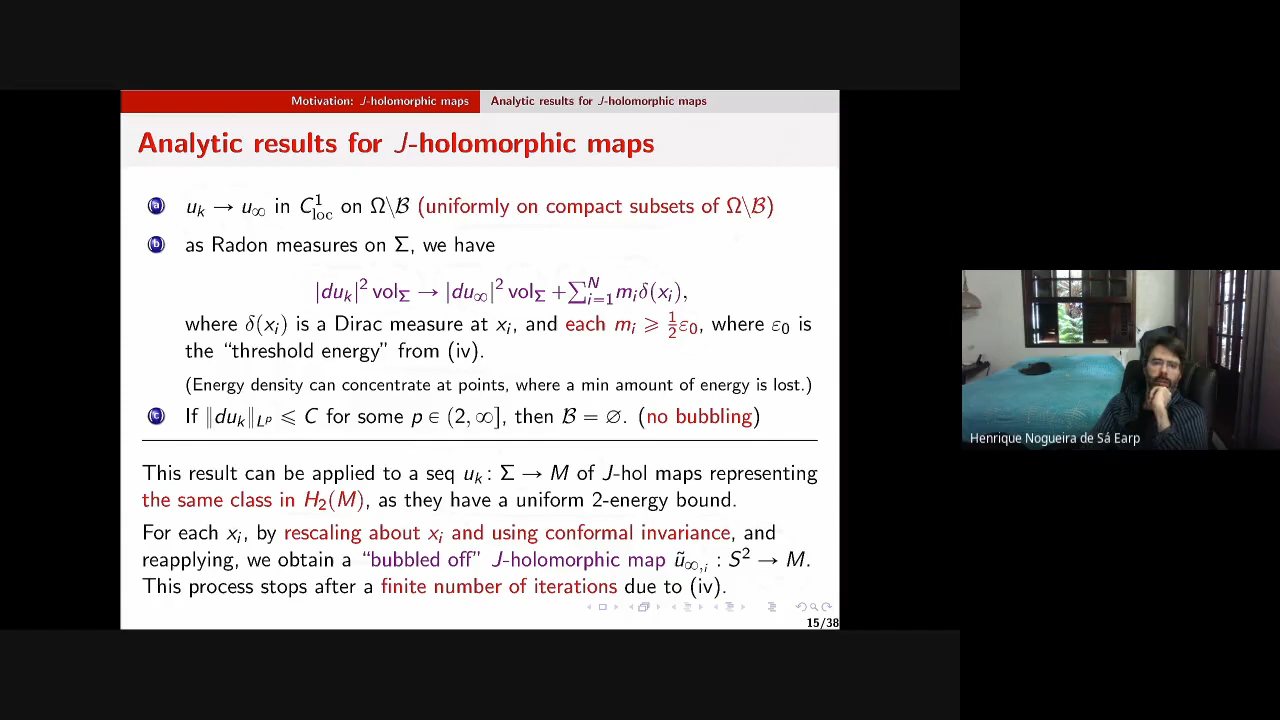 Motivation: J-holomorphic maps Analytic results for J-holomorphic maps
Analytic results for J-holomorphic maps
a u_k → u_∞ in C^1_loc on Ω\ℬ (uniformly on compact subsets of Ω\ℬ)
b as Radon measures on Σ, we have
|du_k|^2 vol_Σ → |du_∞|^2 vol_Σ + ∑_{i=1}^N m_i δ(x_i),
where δ(x_i) is a Dirac measure at x_i, and each m_i ⩾ ½ε_0, where ε_0 is
the “threshold energy” from (iv).
(Energy density can concentrate at points, where a min amount of energy is lost.)
c If ‖du_k‖_{L^p} ⩽ C for some p ∈ (2, ∞], then ℬ = ∅. (no bubbling)
This result can be applied to a seq u_k : Σ → M of J-hol maps representing
the same class in H_2(M), as they have a uniform 2-energy bound.
For each x_i, by rescaling about x_i and using conformal invariance, and
reapplying, we obtain a “bubbled off” J-holomorphic map ũ_{∞,i} : S^2 → M.
This process stops after a finite number of iterations due to (iv).
15/38
Henrique Nogueira de Sá Earp